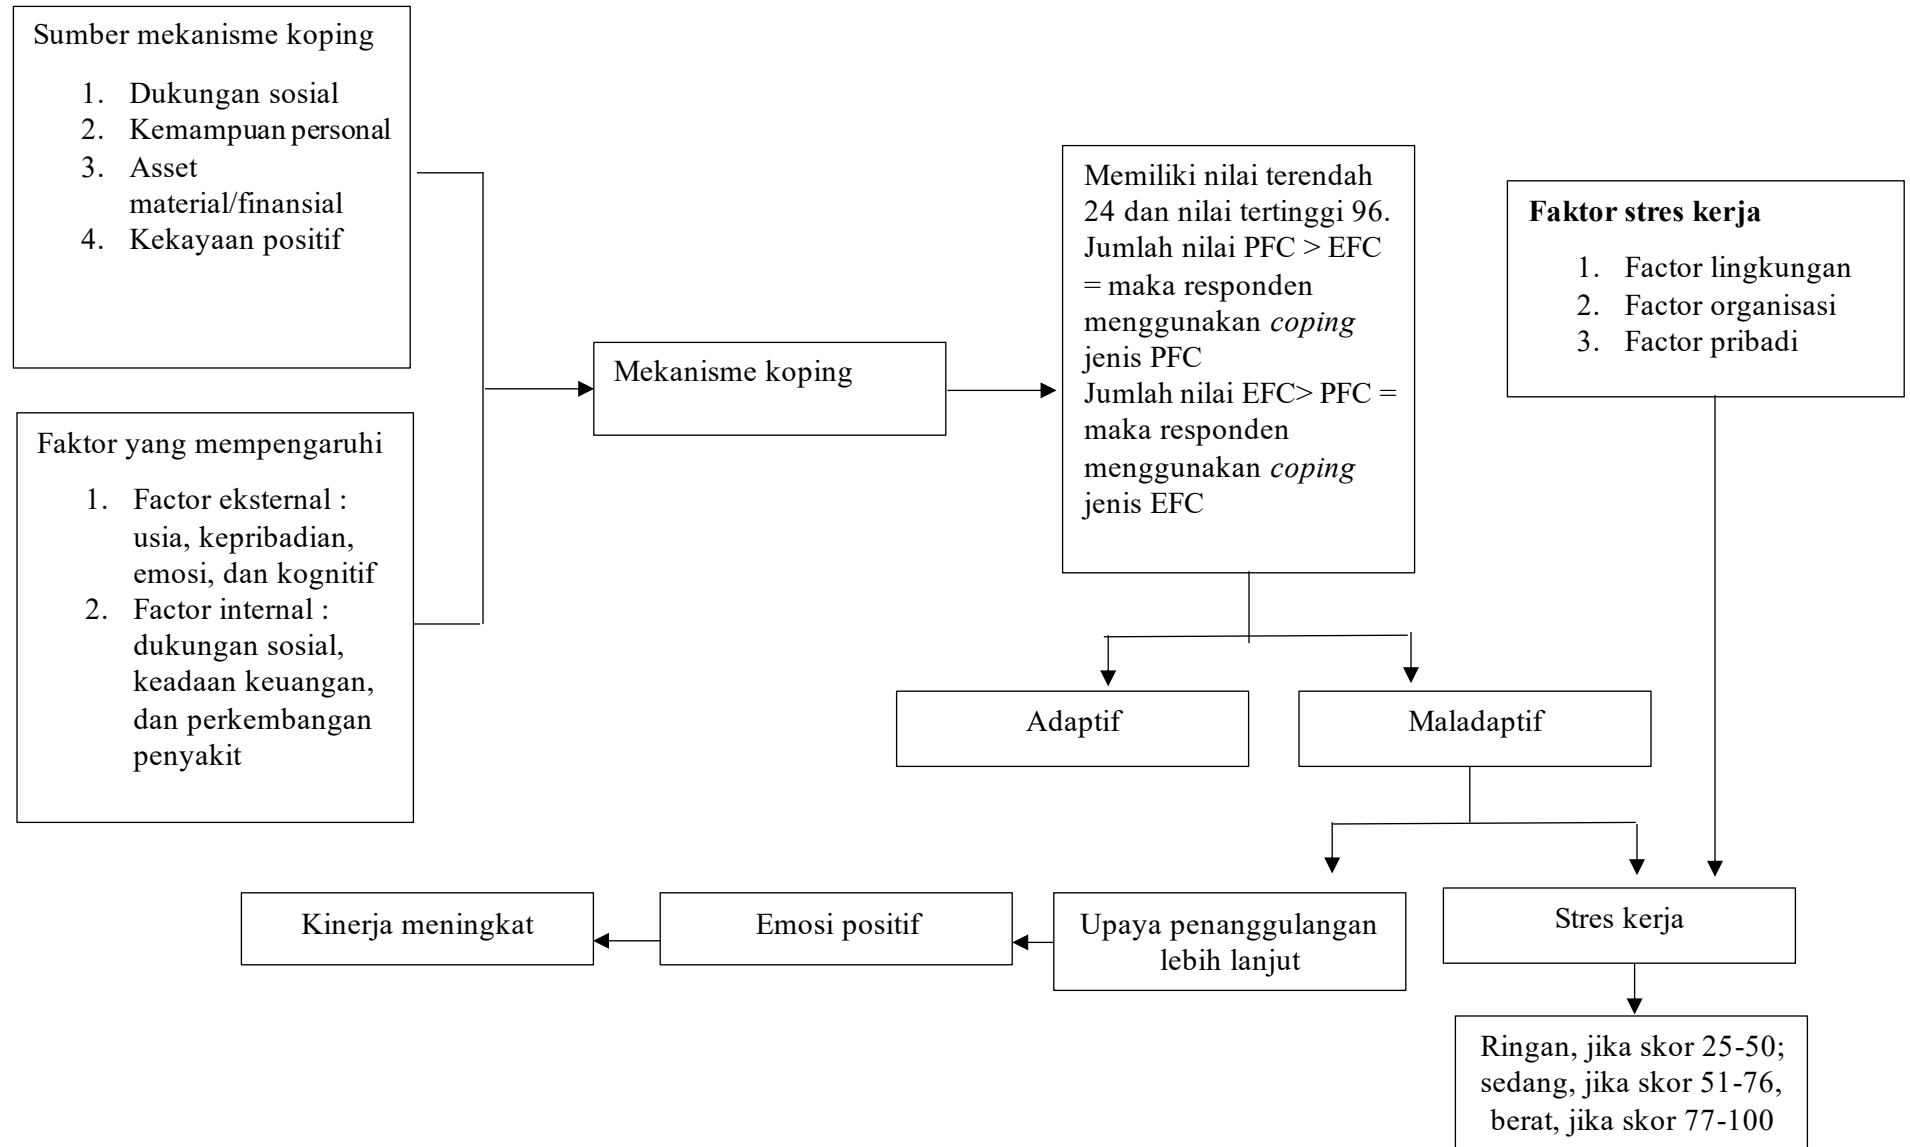 Sumber mekanisme koping
1. Dukungan sosial
2. Kemampuan personal
3. Asset
material/finansial
4. Kekayaan positif
Faktor yang mempengaruhi
1. Factor eksternal :
usia, kepribadian,
emosi, dan kognitif
2. Factor internal :
dukungan sosial,
keadaan keuangan,
dan perkembangan
penyakit
Mekanisme koping
Memiliki nilai terendah
24 dan nilai tertinggi 96.
Jumlah nilai PFC > EFC
= maka responden
menggunakan coping
jenis PFC
Jumlah nilai EFC> PFC =
maka responden
menggunakan coping
jenis EFC
Faktor stres kerja
1. Factor lingkungan
2. Factor organisasi
3. Factor pribadi
Adaptif
Maladaptif
Kinerja meningkat
Emosi positif
Upaya penanggulangan
lebih lanjut
Stres kerja
Ringan, jika skor 25-50;
sedang, jika skor 51-76,
berat, jika skor 77-100